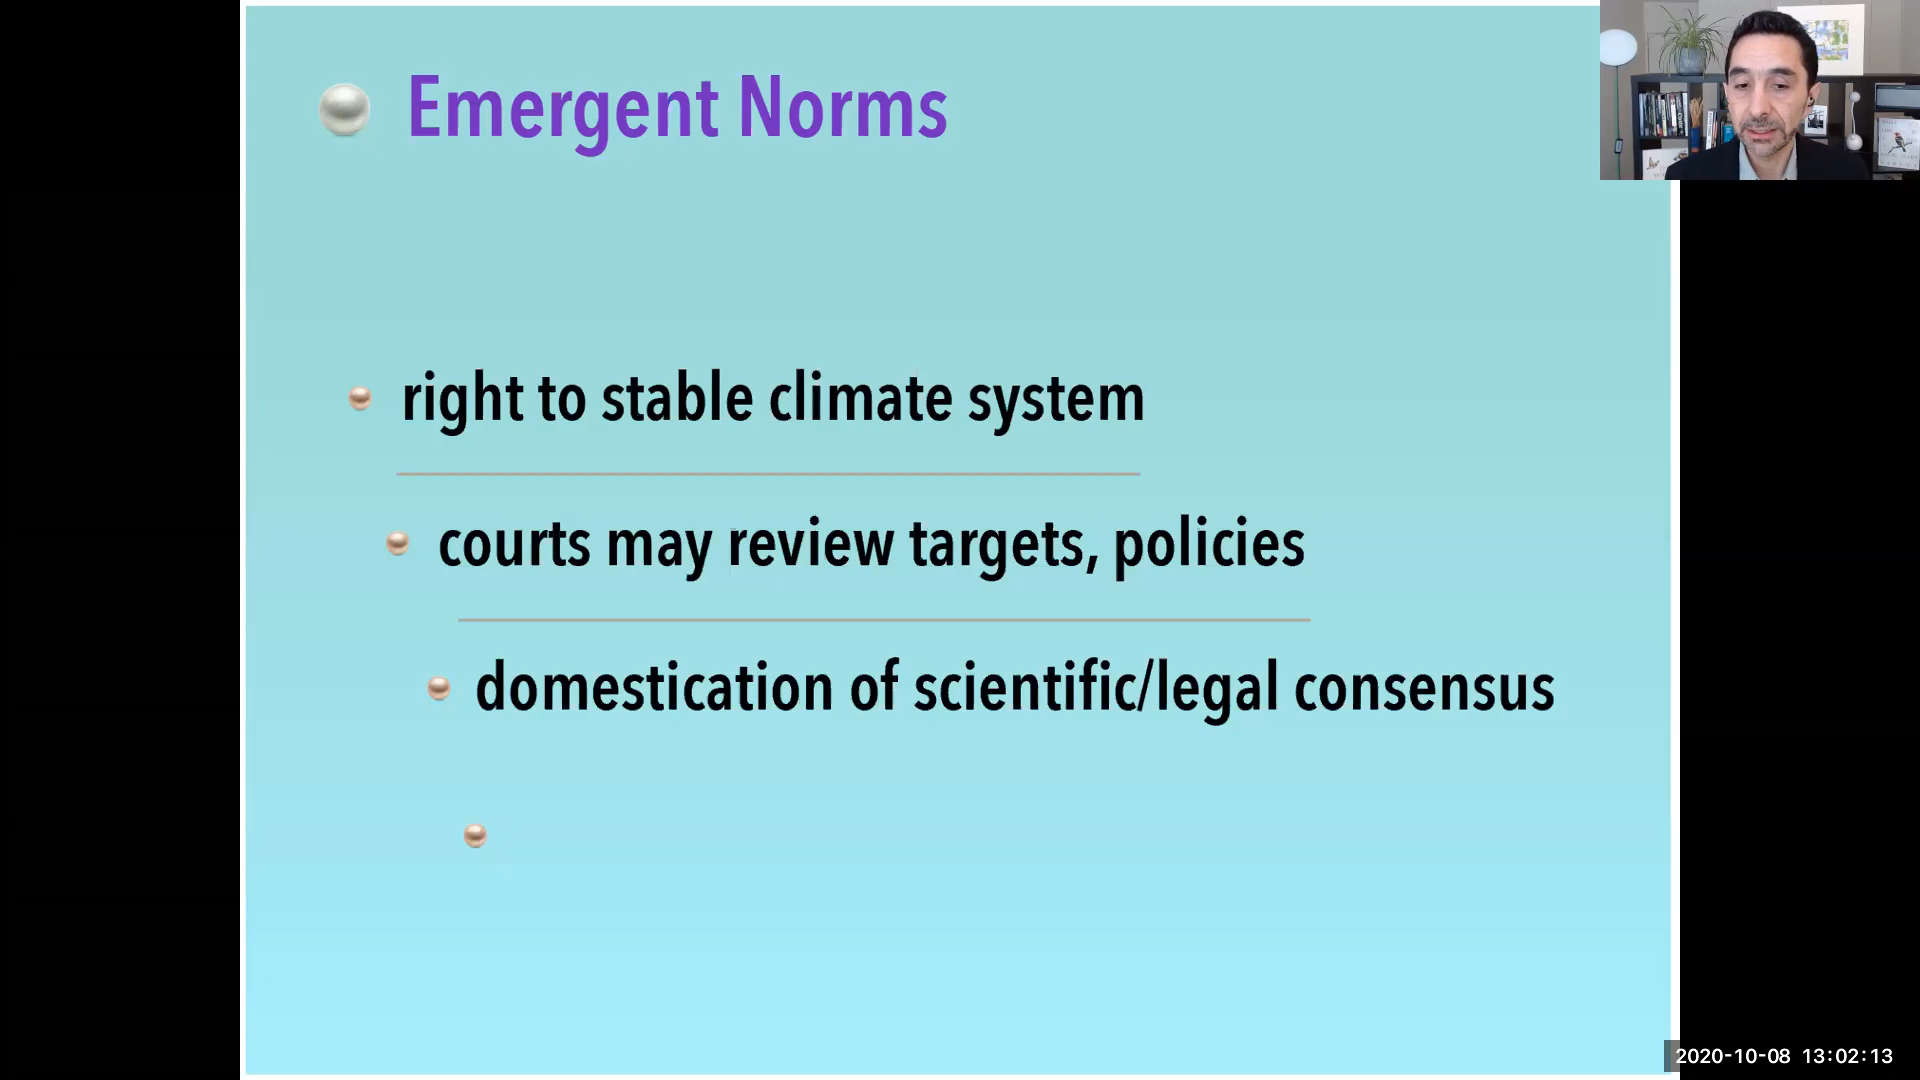 Emergent Norms
right to stable climate system
courts may review targets, policies
domestication of scientific/legal consensus
2020-10-08 13:02:13